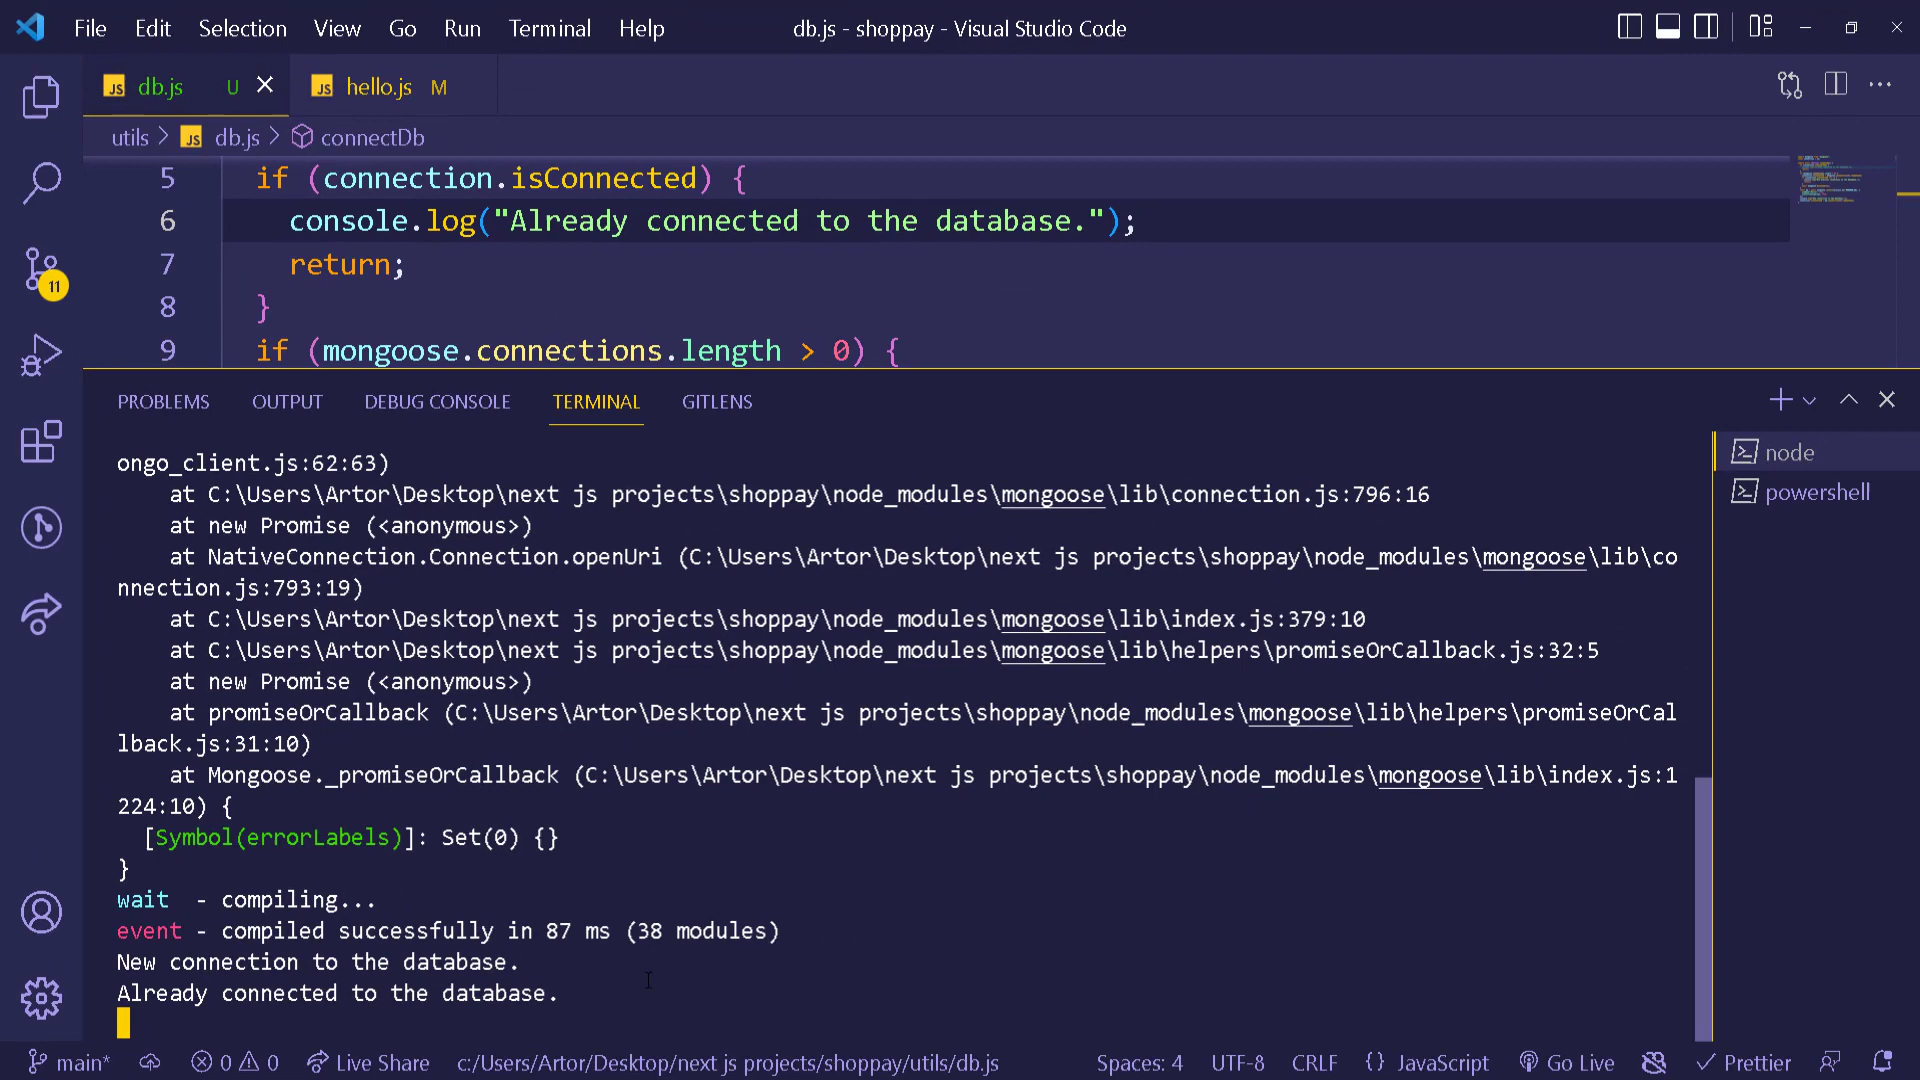 File Edit Selection View Go Run Terminal Help
db.js - shoppay - Visual Studio Code
JS db.js U
JS hello.js M
utils > JS db.js > connectDb
5 if (connection.isConnected) {
6 console.log("Already connected to the database.");
7 return;
8 }
9 if (mongoose.connections.length > 0) {
11
PROBLEMS OUTPUT DEBUG CONSOLE TERMINAL GITLENS
ongo_client.js:62:63)
at C:\Users\Artor\Desktop\next js projects\shoppay\node_modules\mongoose\lib\connection.js:796:16
at new Promise (<anonymous>)
at NativeConnection.Connection.openUri (C:\Users\Artor\Desktop\next js projects\shoppay\node_modules\mongoose\lib\co
nnection.js:793:19)
at C:\Users\Artor\Desktop\next js projects\shoppay\node_modules\mongoose\lib\index.js:379:10
at C:\Users\Artor\Desktop\next js projects\shoppay\node_modules\mongoose\lib\helpers\promiseOrCallback.js:32:5
at new Promise (<anonymous>)
at promiseOrCallback (C:\Users\Artor\Desktop\next js projects\shoppay\node_modules\mongoose\lib\helpers\promiseOrCal
lback.js:31:10)
at Mongoose._promiseOrCallback (C:\Users\Artor\Desktop\next js projects\shoppay\node_modules\mongoose\lib\index.js:1
224:10) {
[Symbol(errorLabels)]: Set(0) {}
}
wait - compiling...
event - compiled successfully in 87 ms (38 modules)
New connection to the database.
Already connected to the database.
node
powershell
main* 0 0 Live Share c:/Users/Artor/Desktop/next js projects/shoppay/utils/db.js Spaces: 4 UTF-8 CRLF {} JavaScript Go Live Prettier